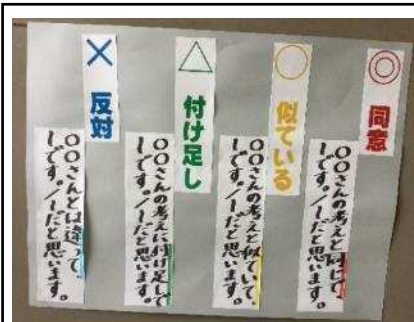 ◎同意
〇〇さんの考えと同じで、
〜です。/〜だと思います。
○似ている
〇〇さんの考えと似ていて、
〜です。/〜だと思います。
△付け足し
〇〇さんの考えに付け足しで、
〜です。/〜だと思います。
×反対
〇〇さんとは違って、
〜です。/〜だと思います。